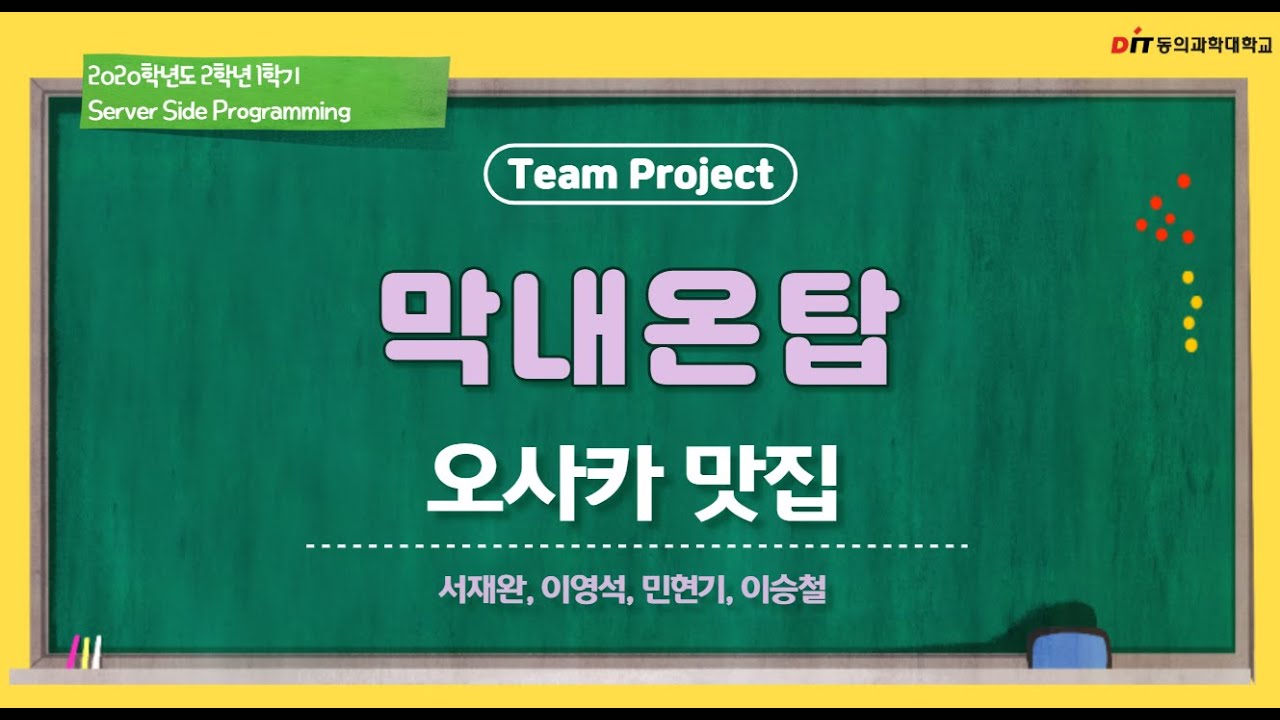 DIT 동의과학대학교
2020학년도 2학년 1학기
Server Side Programming
Team Project
막내온탑
오사카 맛집
서재완, 이영석, 민현기, 이승철